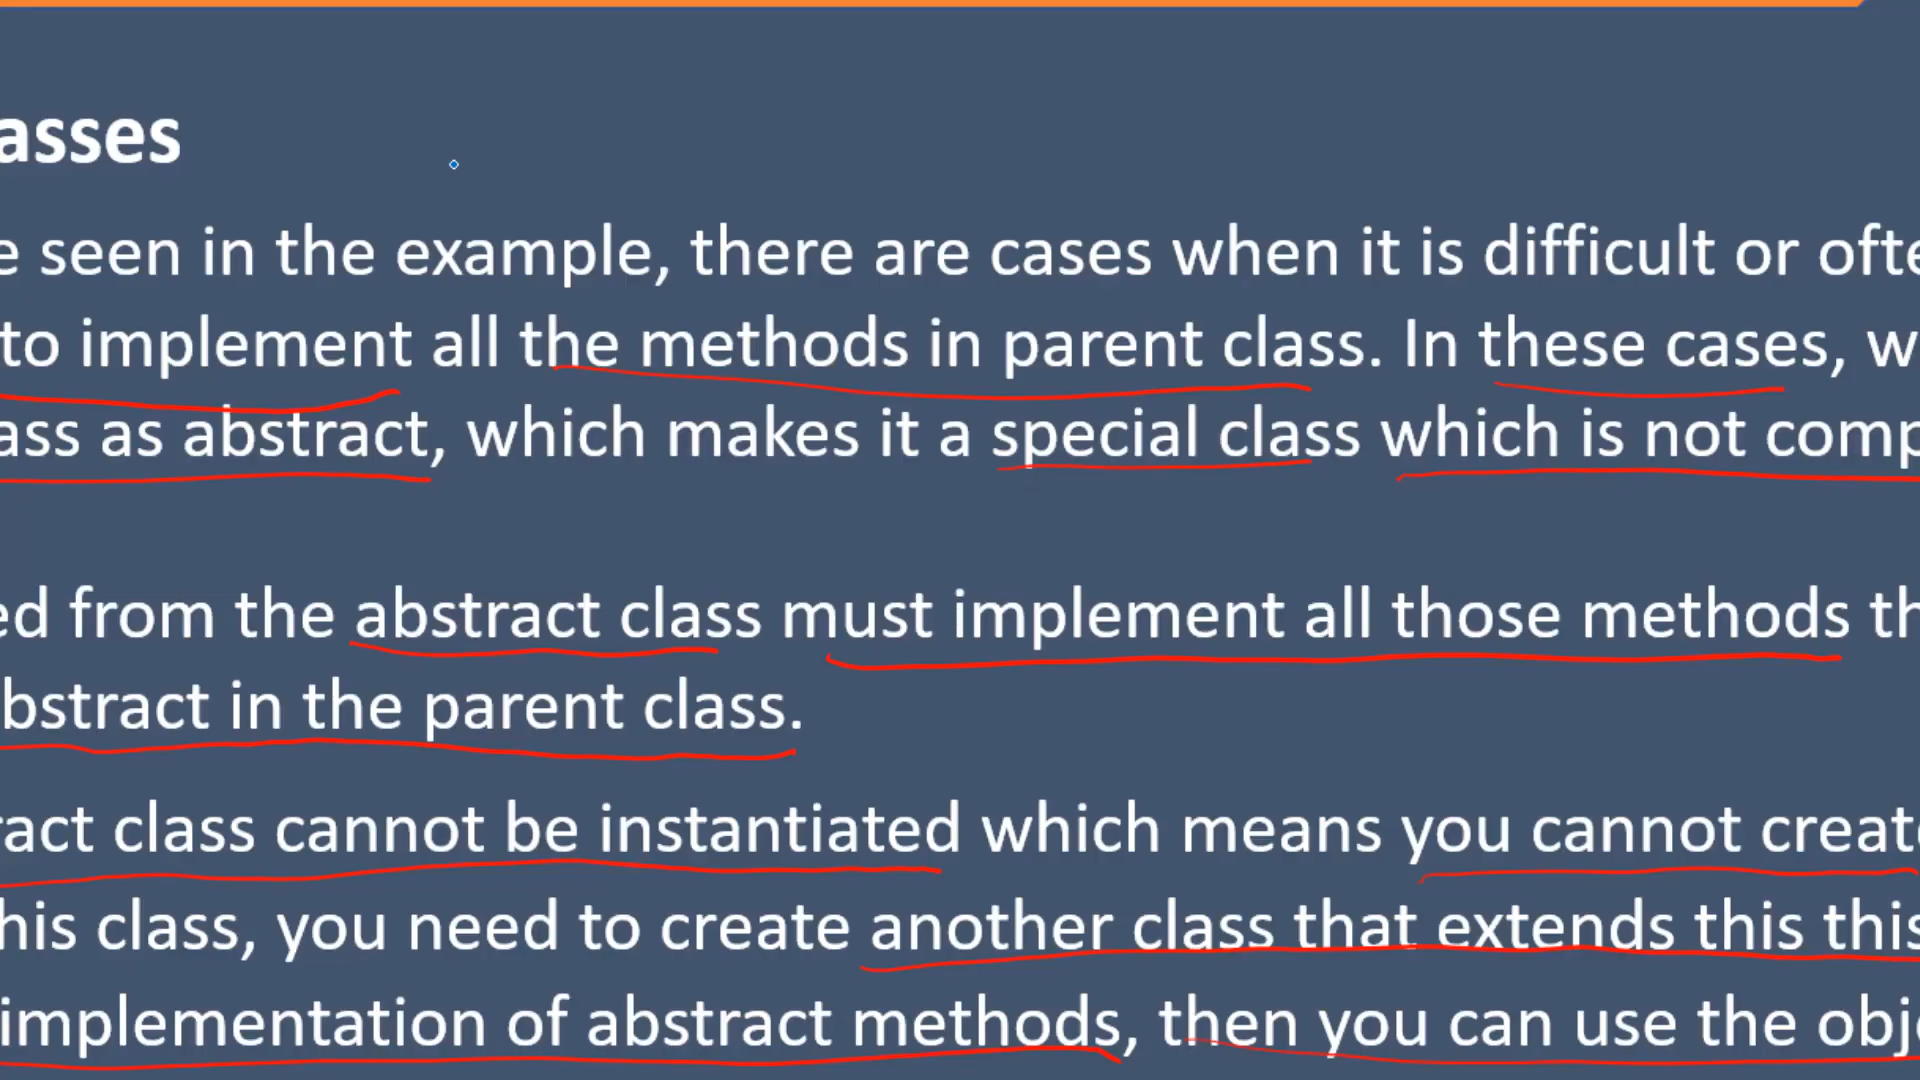 asses
e seen in the example, there are cases when it is difficult or ofte
to implement all the methods in parent class. In these cases, w
ass as abstract, which makes it a special class which is not comp
ed from the abstract class must implement all those methods th
bstract in the parent class.
ract class cannot be instantiated which means you cannot create
his class, you need to create another class that extends this this
implementation of abstract methods, then you can use the obje